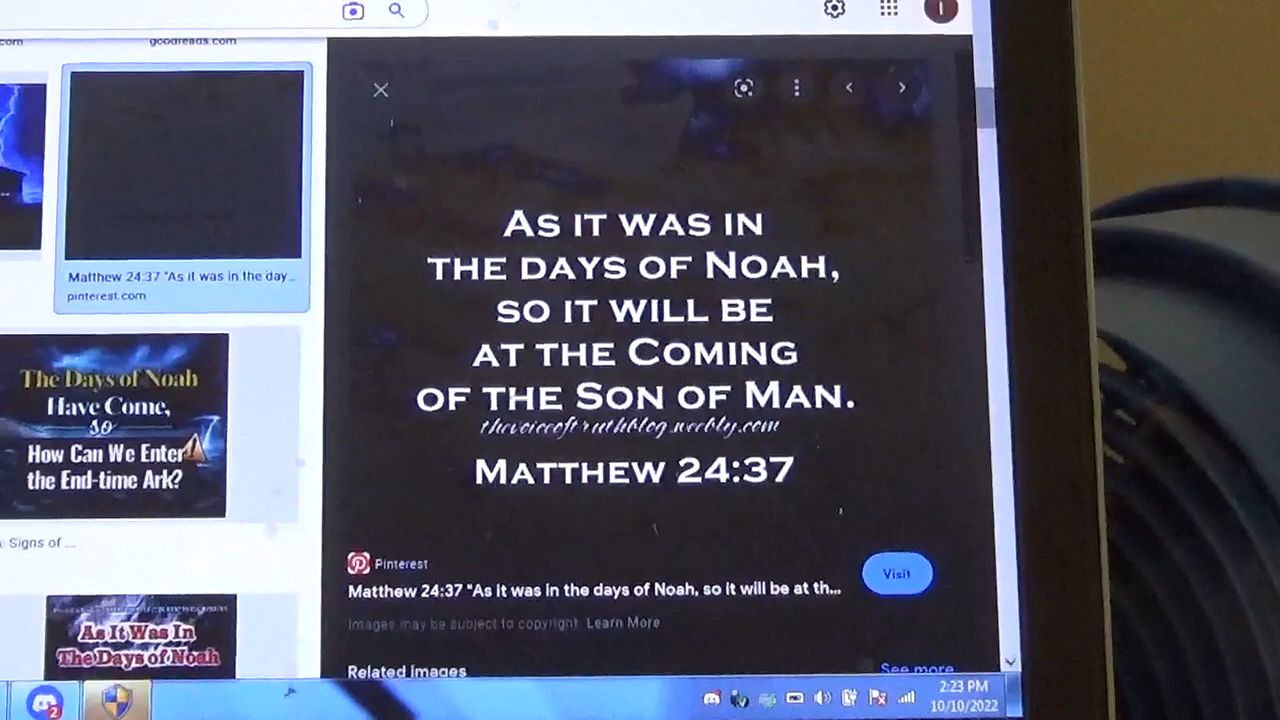 .com
goodreads.com
I
Matthew 24:37 "As it was in the day...
pinterest.com
The Days of Noah
Have Come,
so
How Can We Enter
the End-time Ark?
Signs of ...
As It Was In
The Days of Noah
AS IT WAS IN
THE DAYS OF NOAH,
SO IT WILL BE
AT THE COMING
OF THE SON OF MAN.
thevoiceoftruthblog.weebly.com
MATTHEW 24:37
Pinterest
Visit
Matthew 24:37 "As it was in the days of Noah, so it will be at th...
Images may be subject to copyright. Learn More
Related images
See more
2
2:23 PM
10/10/2022